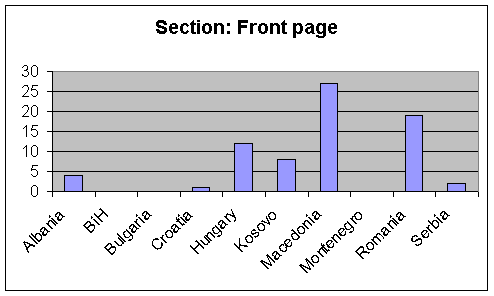 Section: Front page
30
25
20
15
10
5
0
Albania
BiH
Bulgaria
Croatia
Hungary
Kosovo
Macedonia
Montenegro
Romania
Serbia